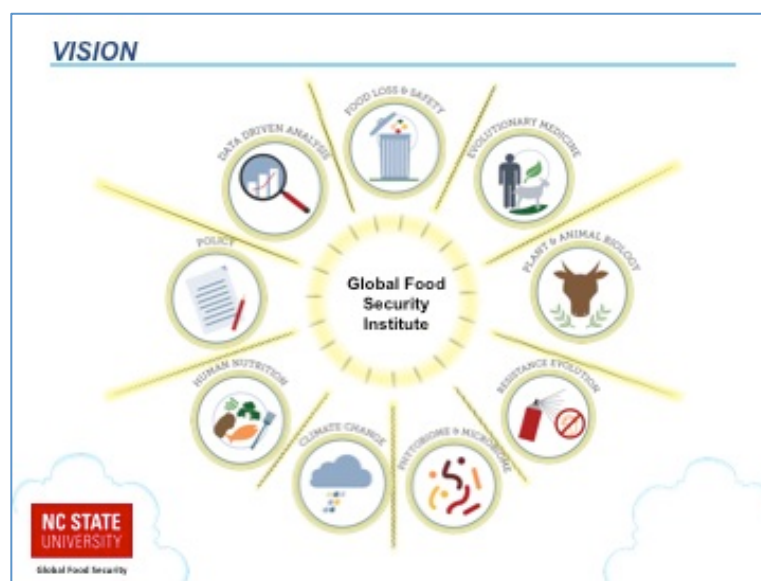 VISION
FOOD LOSS & SAFETY
EVOLUTIONARY MEDICINE
PLANT & ANIMAL BIOLOGY
RESISTANCE EVOLUTION
PHYTOBIOME & MICROBIOME
CLIMATE CHANGE
HUMAN NUTRITION
POLICY
DATA DRIVEN ANALYSIS
Global Food
Security
Institute
NC STATE
UNIVERSITY
Global Food Security